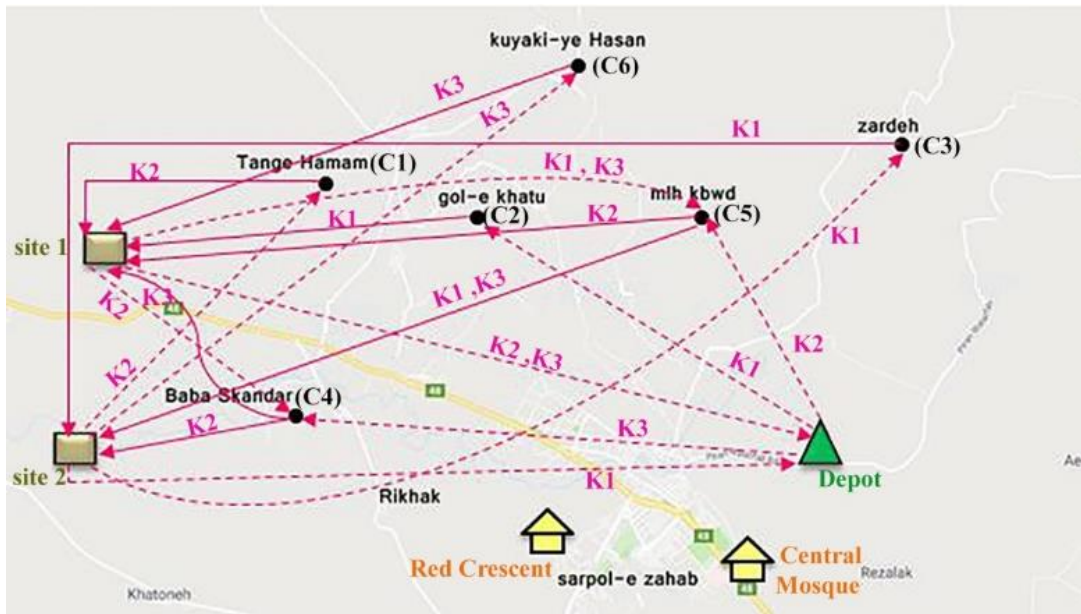 kuyaki-ye Hasan
(C6)
K3
K3
K1
zardeh
(C3)
Tange Hamam(C1)
K2
K1 , K3
gol-e khatu
(C2)
mlh kbwd
(C5)
K1
K2
K1
site 1
K1 ,K3
K2
K3
48
K2
K2 ,K3
K1
K2
48
Baba Skandar(C4)
K2
K3
site 2
K1
Depot
Rikhak
48
Red Crescent
Central
Mosque
sarpol-e zahab
48
Rezalak
Khatoneh
Ae